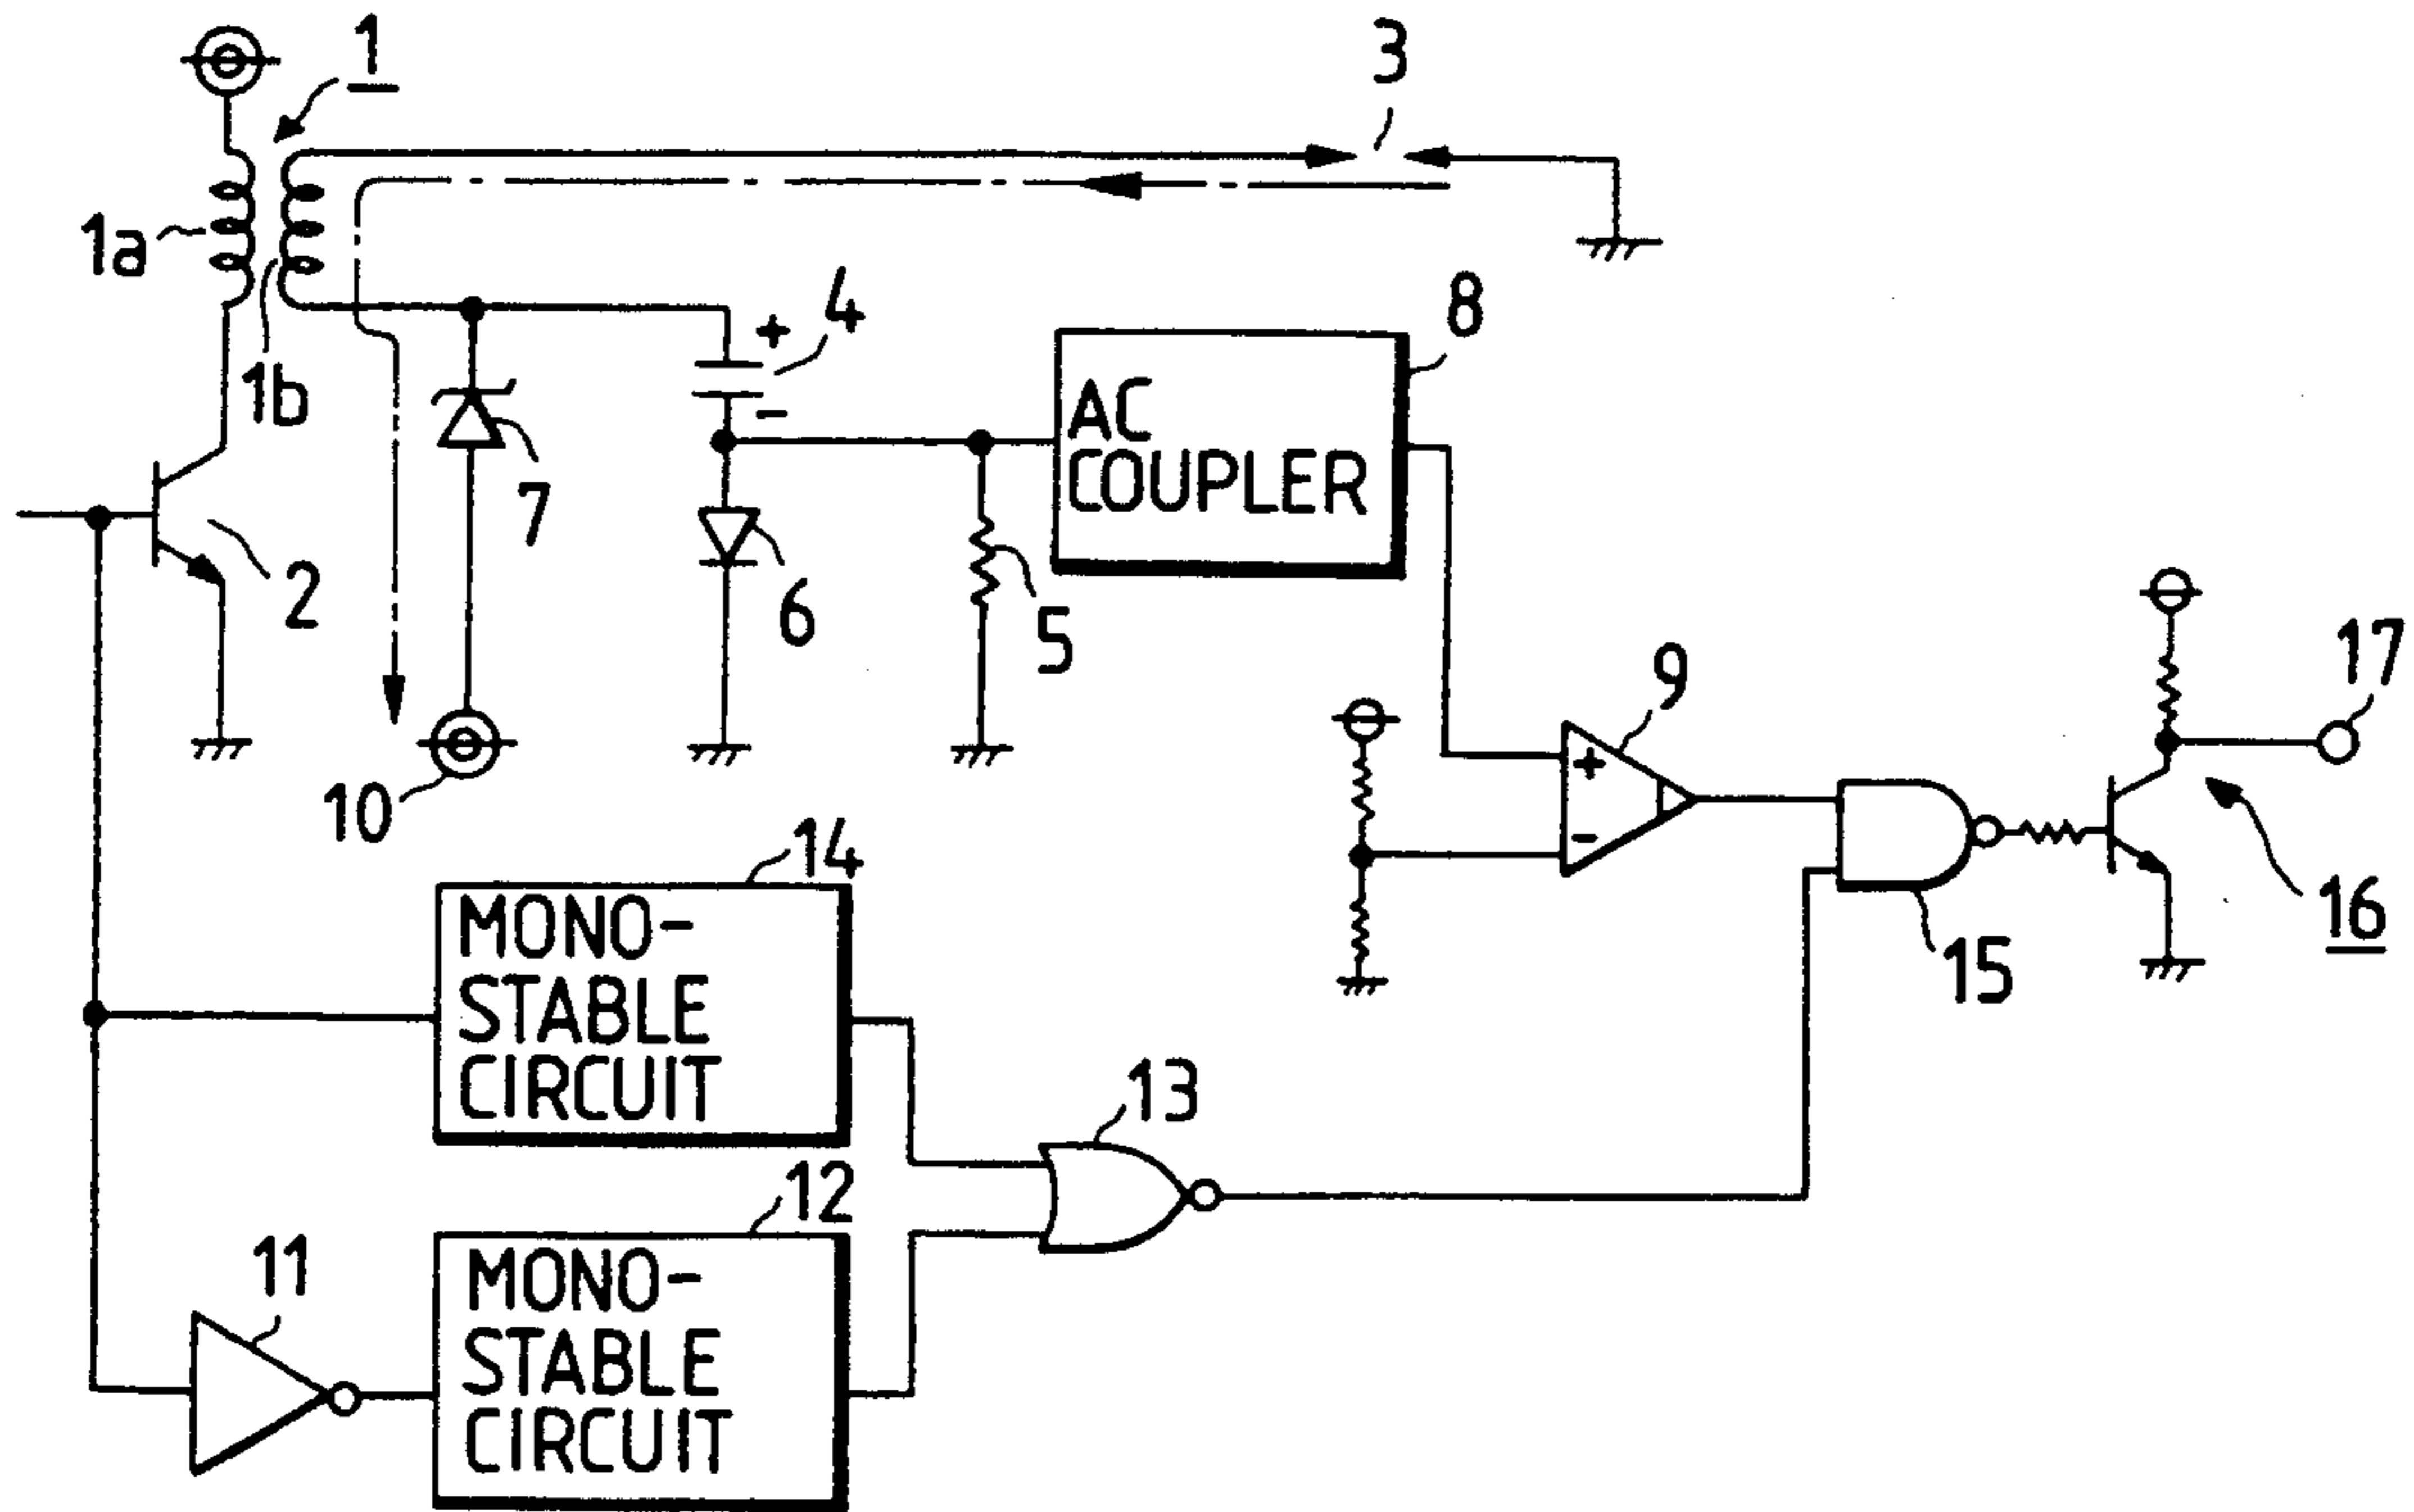 1
3
1a
1b
4
+
-
8
AC
COUPLER
2
7
6
5
9
+
-
17
10
14
MONO-
STABLE
CIRCUIT
15
16
13
12
MONO-
STABLE
CIRCUIT
11